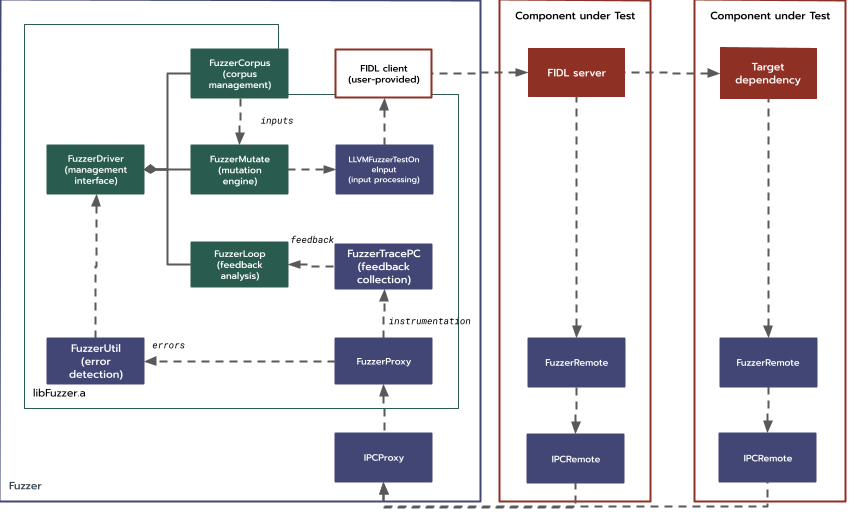 Component under Test
Component under Test
FuzzerCorpus
(corpus
management)
FIDL client
(user-provided)
FIDL server
Target
dependency
inputs
FuzzerDriver
(management
interface)
FuzzerMutate
(mutation
engine)
LLVMFuzzerTestOn
eInput
(input processing)
feedback
FuzzerLoop
(feedback
analysis)
FuzzerTracePC
(feedback
collection)
instrumentation
FuzzerUtil
(error
detection)
errors
FuzzerProxy
FuzzerRemote
FuzzerRemote
libFuzzer.a
IPCProxy
IPCRemote
IPCRemote
Fuzzer